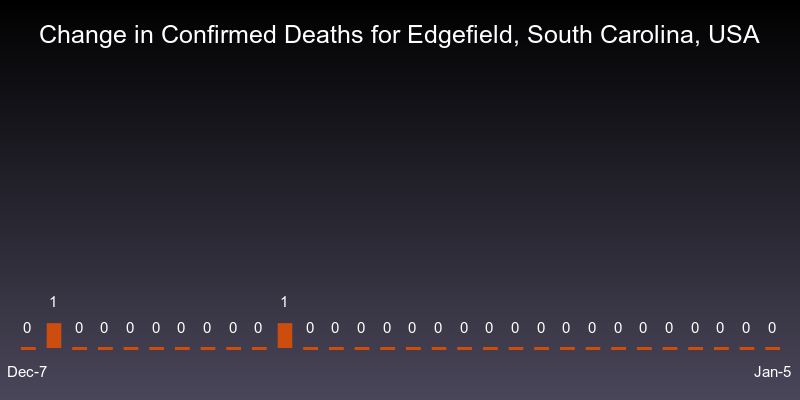 Change in Confirmed Deaths for Edgefield, South Carolina, USA
1 1
0 0 0 0 0 0 0 0 0 0 0 0 0 0 0 0 0 0 0 0 0 0 0 0 0 0 0 0
Dec-7 Jan-5